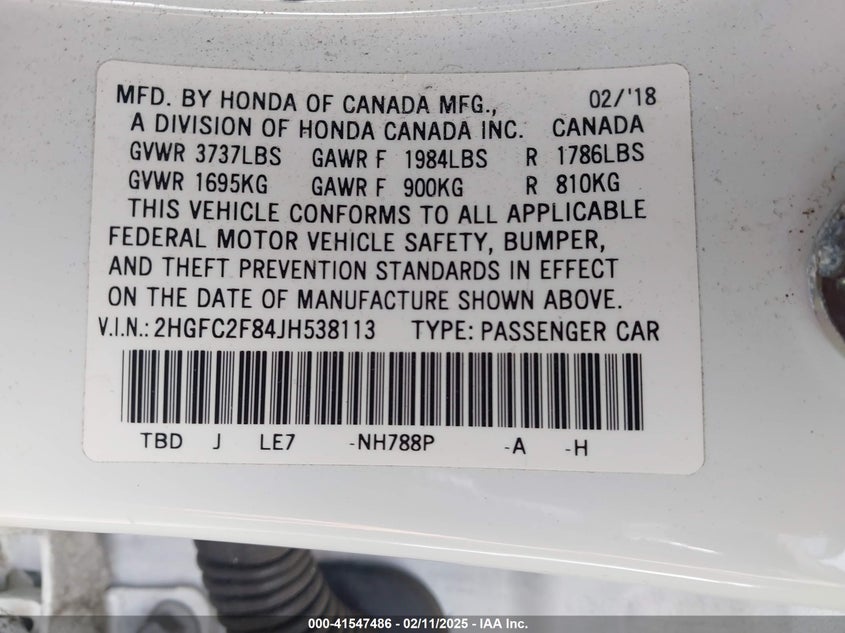 MFD. BY HONDA OF CANADA MFG., 02/'18
A DIVISION OF HONDA CANADA INC. CANADA
GVWR 3737LBS GAWR F 1984LBS R 1786LBS
GVWR 1695KG GAWR F 900KG R 810KG
THIS VEHICLE CONFORMS TO ALL APPLICABLE
FEDERAL MOTOR VEHICLE SAFETY, BUMPER,
AND THEFT PREVENTION STANDARDS IN EFFECT
ON THE DATE OF MANUFACTURE SHOWN ABOVE.
V.I.N.: 2HGFC2F84JH538113 TYPE: PASSENGER CAR
TBD J LE7 -NH788P -A -H
000-41547486 - 02/11/2025 - IAA Inc.